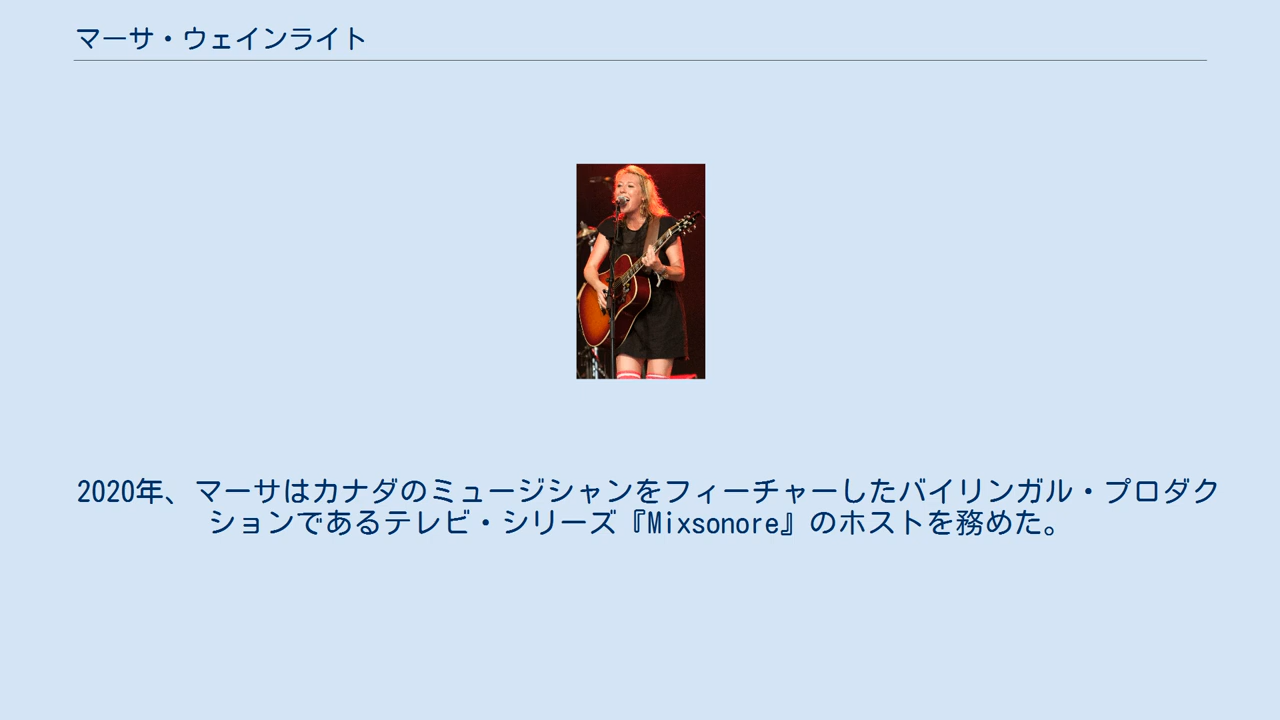 マーサ・ウェインライト
2020年、マーサはカナダのミュージシャンをフィーチャーしたバイリンガル・プロダク
ションであるテレビ・シリーズ『Mixsonore』のホストを務めた。